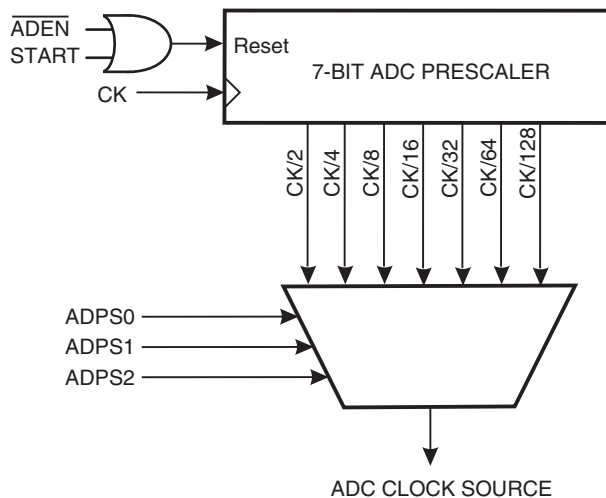 ADEN
START
Reset
7-BIT ADC PRESCALER
CK
CK/2
CK/4
CK/8
CK/16
CK/32
CK/64
CK/128
ADPS0
ADPS1
ADPS2
ADC CLOCK SOURCE